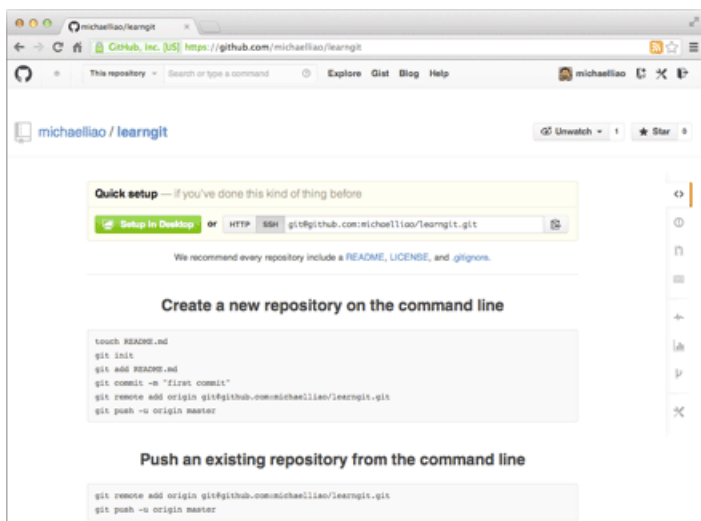 michaelliao/learngit
GitHub, Inc. [US] https://github.com/michaelliao/learngit
This repository Search or type a command Explore Gist Blog Help michaelliao
michaelliao / learngit Unwatch 1 Star 0
Quick setup — if you've done this kind of thing before
Setup in Desktop or HTTP SSH git@github.com:michaelliao/learngit.git
We recommend every repository include a README, LICENSE, and .gitignore.
Create a new repository on the command line
touch README.md
git init
git add README.md
git commit -m "first commit"
git remote add origin git@github.com:michaelliao/learngit.git
git push -u origin master
Push an existing repository from the command line
git remote add origin git@github.com:michaelliao/learngit.git
git push -u origin master